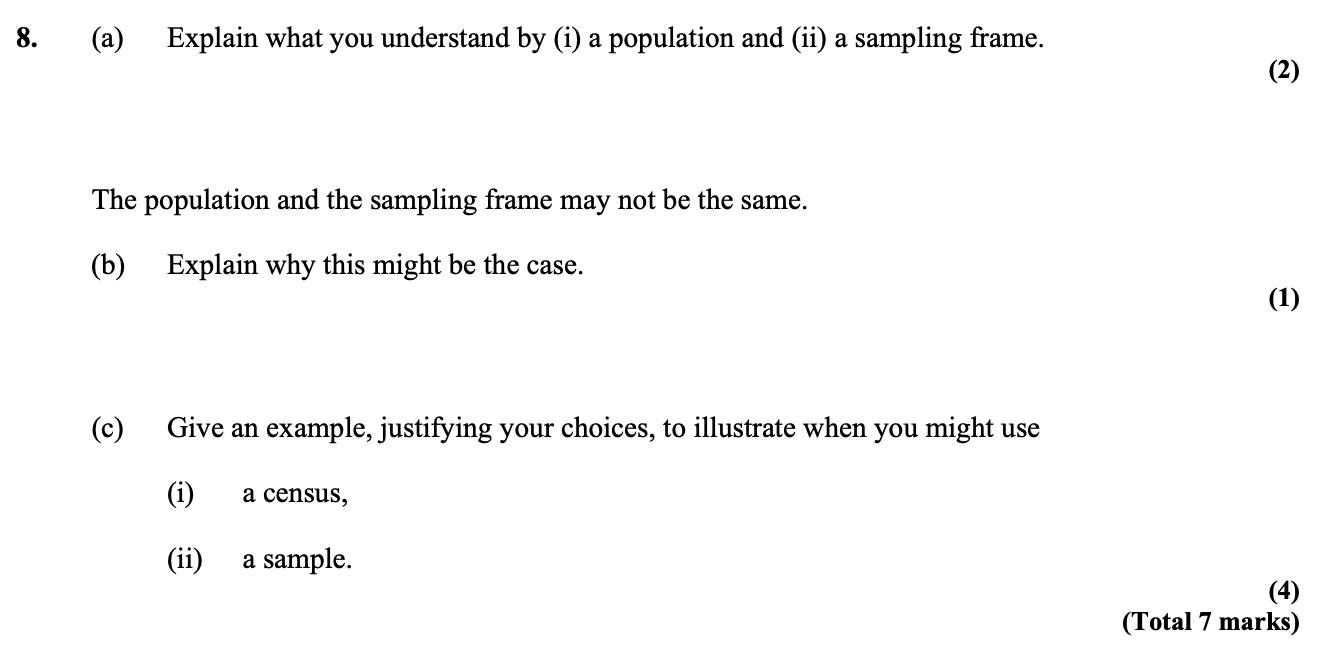 8. (a) Explain what you understand by (i) a population and (ii) a sampling frame.
(2)
The population and the sampling frame may not be the same.
(b) Explain why this might be the case.
(1)
(c) Give an example, justifying your choices, to illustrate when you might use
(i) a census,
(ii) a sample.
(4)
(Total 7 marks)